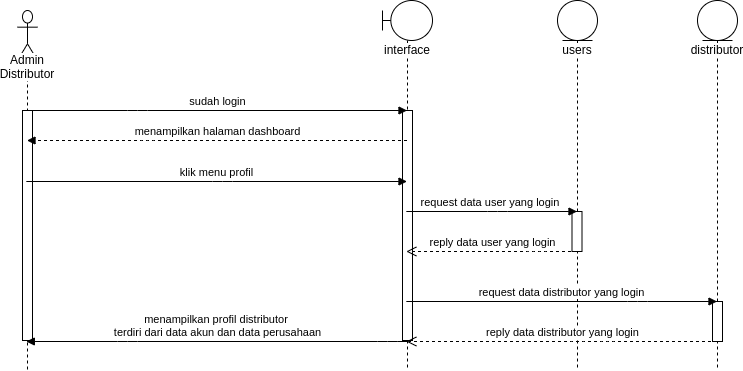 Admin
Distributor
interface
users
distributor
sudah login
menampilkan halaman dashboard
klik menu profil
request data user yang login
reply data user yang login
request data distributor yang login
menampilkan profil distributor
terdiri dari data akun dan data perusahaan
reply data distributor yang login